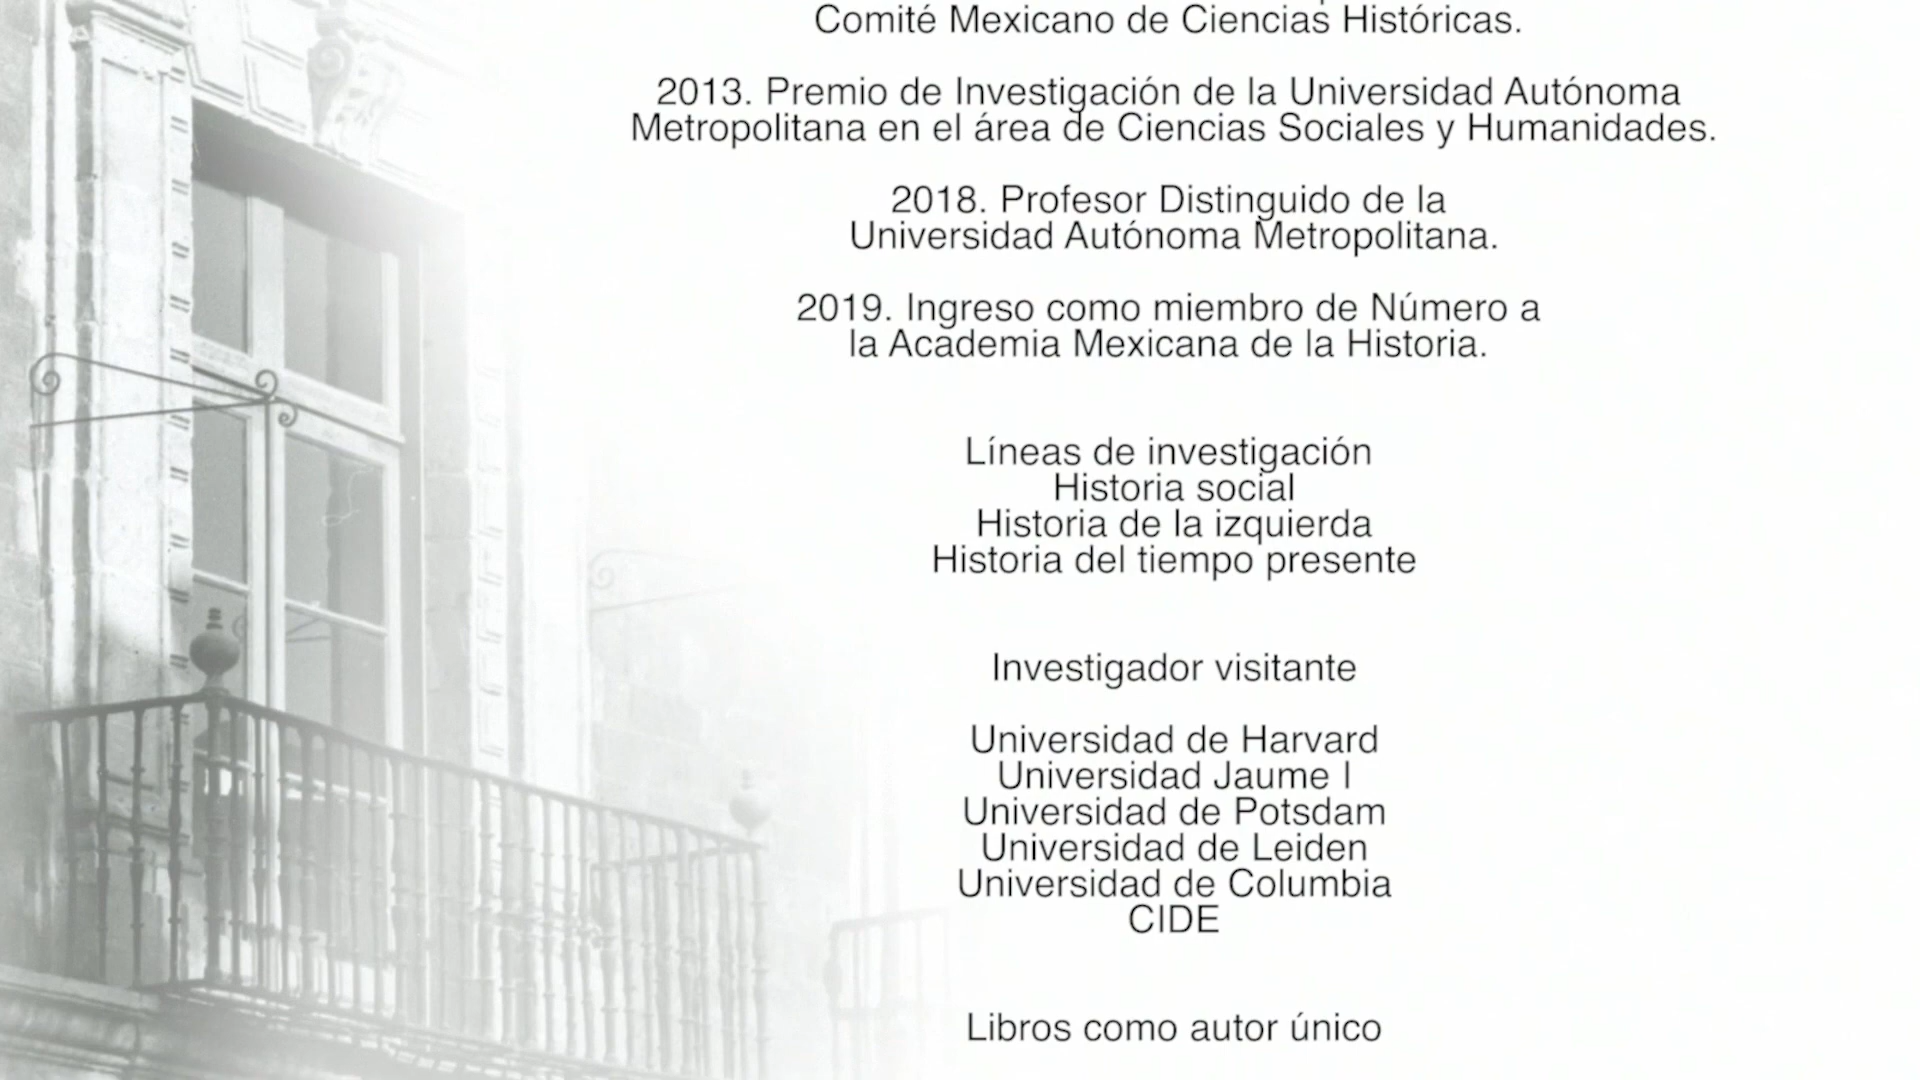 Comité Mexicano de Ciencias Históricas.
2013. Premio de Investigación de la Universidad Autónoma
Metropolitana en el área de Ciencias Sociales y Humanidades.
2018. Profesor Distinguido de la
Universidad Autónoma Metropolitana.
2019. Ingreso como miembro de Número a
la Academia Mexicana de la Historia.
Líneas de investigación
Historia social
Historia de la izquierda
Historia del tiempo presente
Investigador visitante
Universidad de Harvard
Universidad Jaume I
Universidad de Potsdam
Universidad de Leiden
Universidad de Columbia
CIDE
Libros como autor único